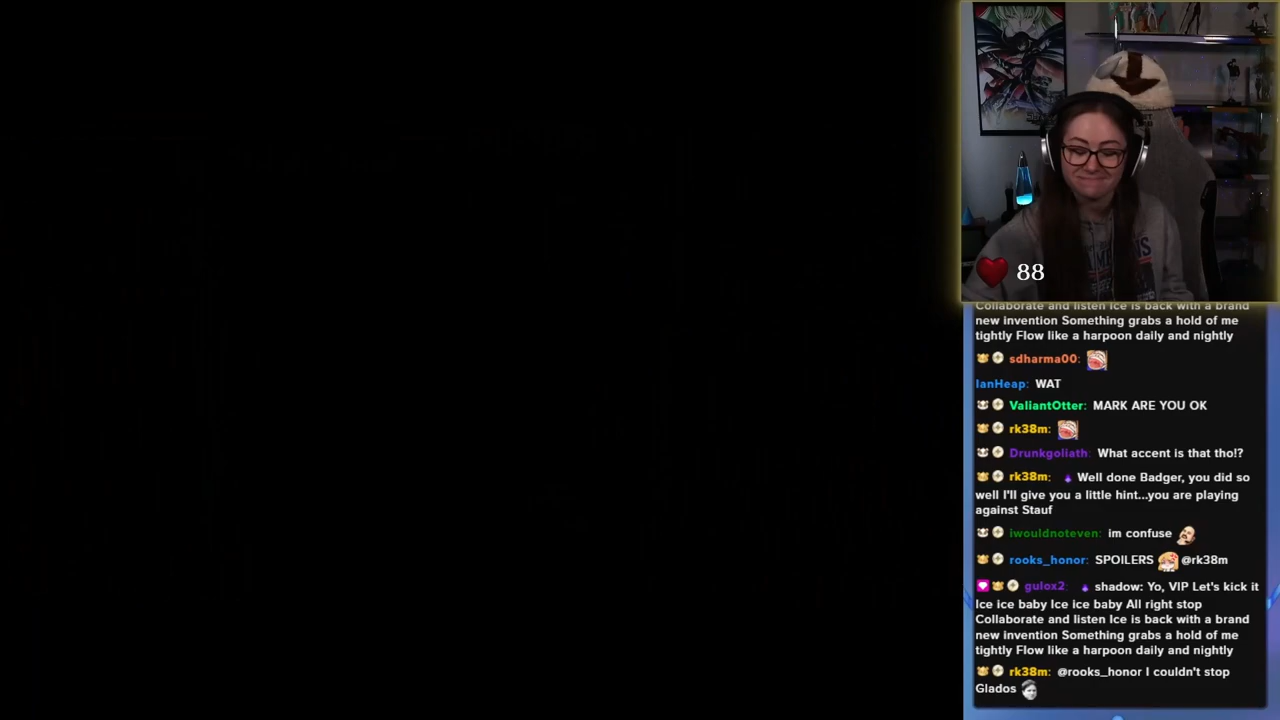 88
Collaborate and listen Ice is back with a brand
new invention Something grabs a hold of me
tightly Flow like a harpoon daily and nightly
sdharma00:
IanHeap: WAT
ValiantOtter: MARK ARE YOU OK
rk38m:
Drunkgoliath: What accent is that tho!?
rk38m: Well done Badger, you did so
well I'll give you a little hint...you are playing
against Stauf
iwouldnoteven: im confuse
rooks_honor: SPOILERS @rk38m
gulox2: shadow: Yo, VIP Let's kick it
Ice ice baby Ice ice baby All right stop
Collaborate and listen Ice is back with a brand
new invention Something grabs a hold of me
tightly Flow like a harpoon daily and nightly
rk38m: @rooks_honor I couldn't stop
Glados